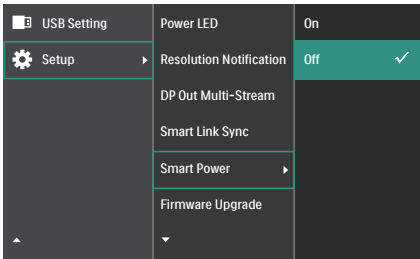 USB Setting
Setup
Power LED
Resolution Notification
DP Out Multi-Stream
Smart Link Sync
Smart Power
Firmware Upgrade
On
Off